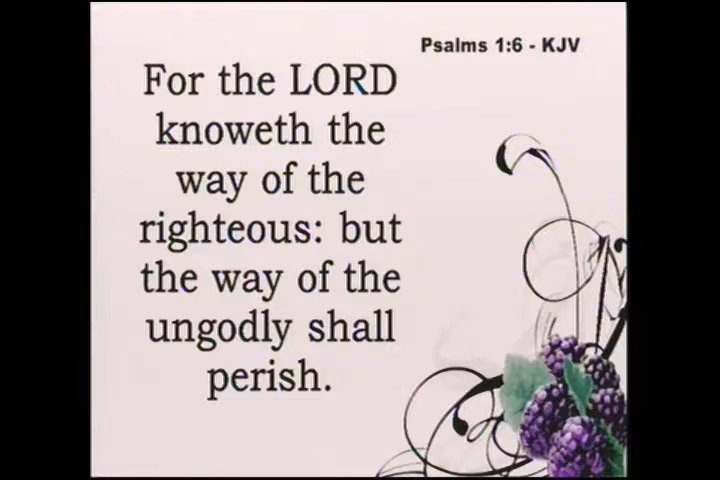 Psalms 1:6 - KJV
For the LORD
knoweth the
way of the
righteous: but
the way of the
ungodly shall
perish.